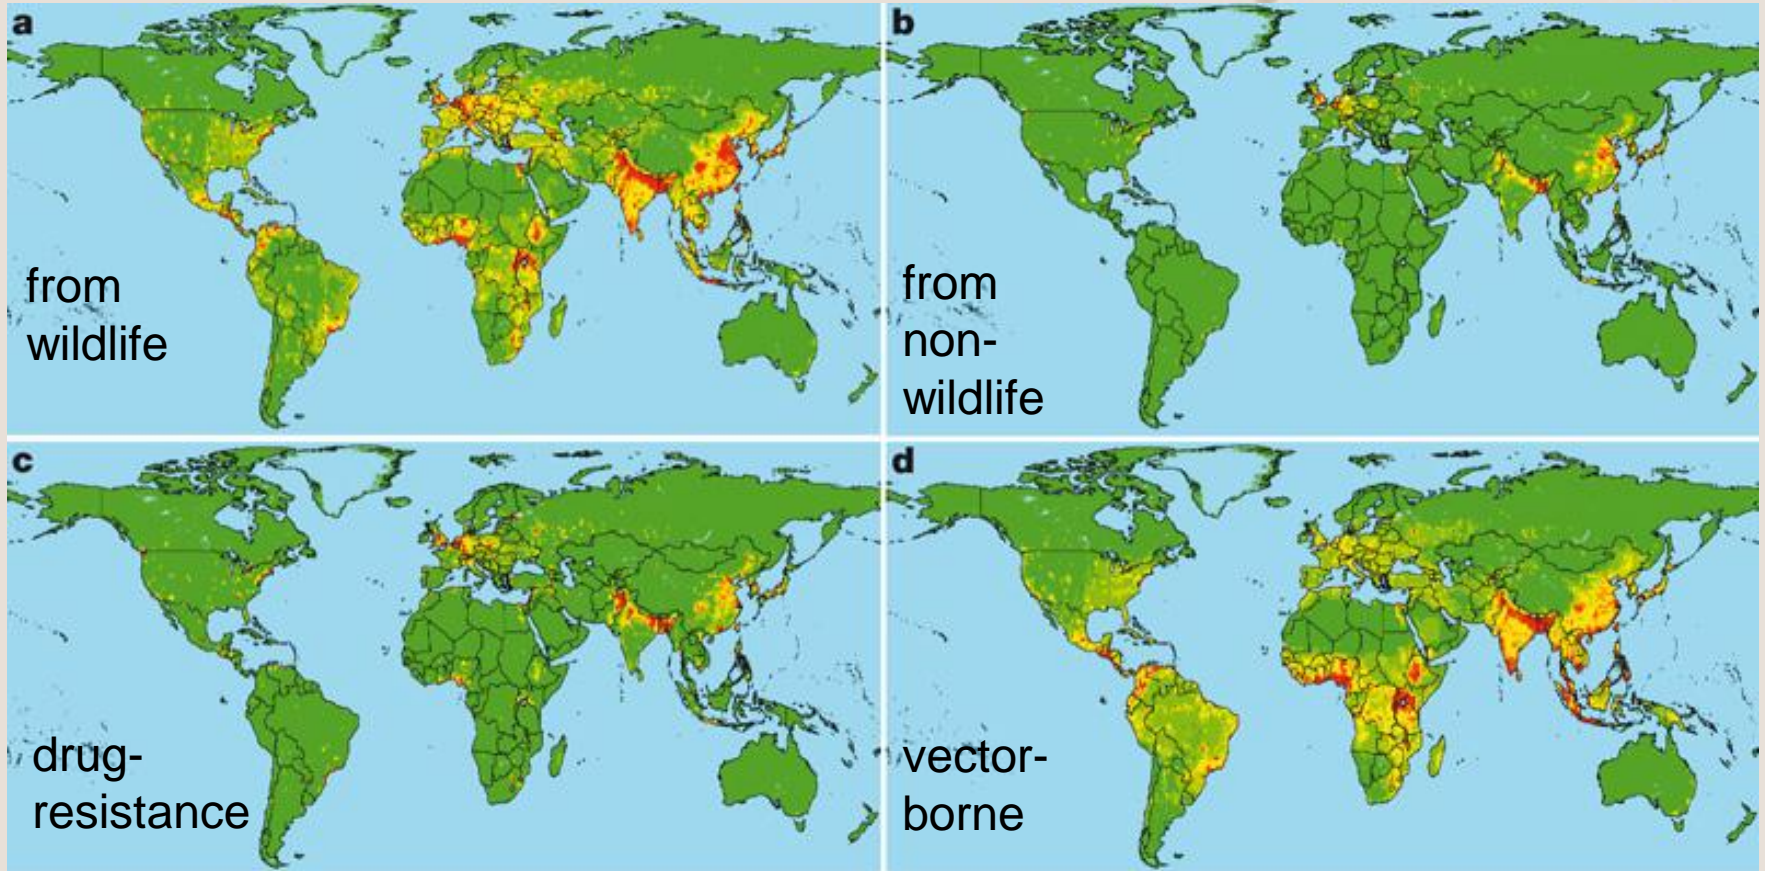 a
from
wildlife
b
from
non-
wildlife
c
drug-
resistance
d
vector-
borne